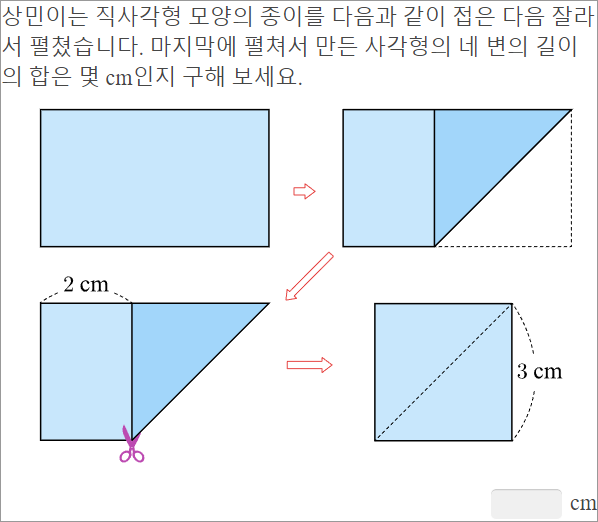 상민이는 직사각형 모양의 종이를 다음과 같이 접은 다음 잘라
서 펼쳤습니다. 마지막에 펼쳐서 만든 사각형의 네 변의 길이
의 합은 몇 cm인지 구해 보세요.
2 cm
3 cm
cm